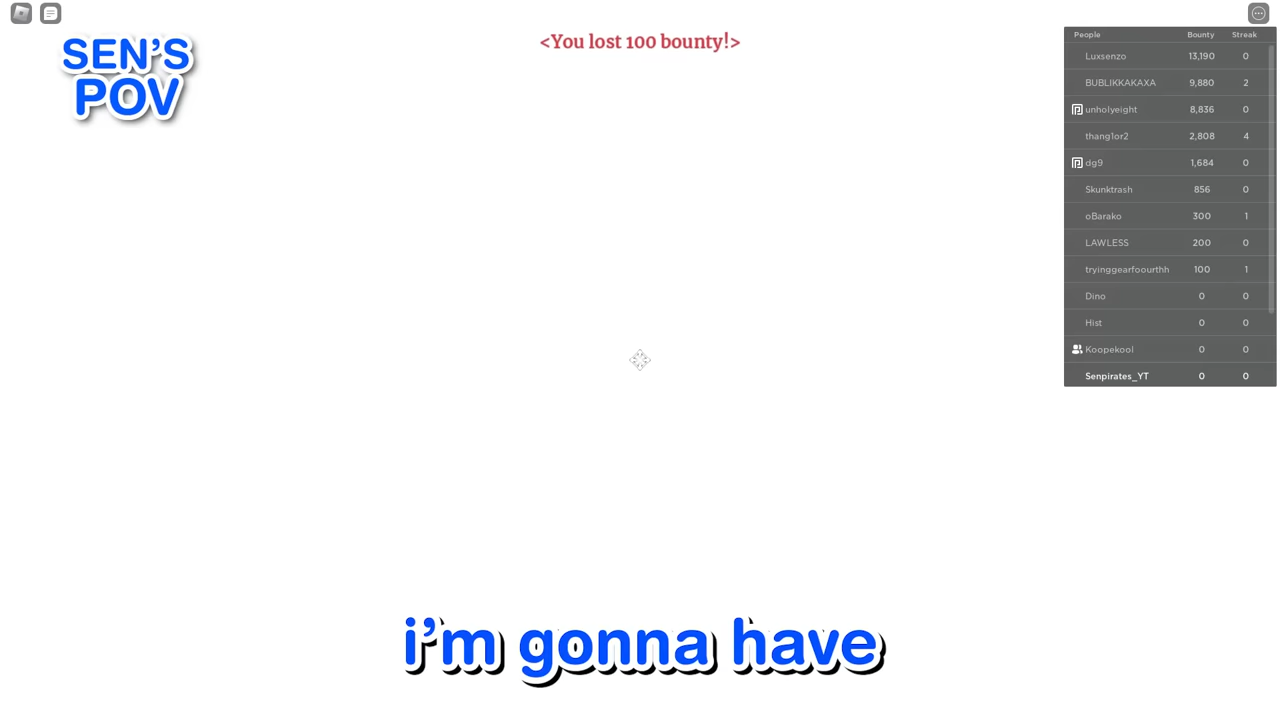 SEN'S
POV
<You lost 100 bounty!>
People Bounty Streak
Luxsenzo 13,190 0
BUBLIKKAKAXA 9,880 2
unholyeight 8,836 0
thang1or2 2,808 4
dg9 1,684 0
Skunktrash 856 0
oBarako 300 1
LAWLESS 200 0
tryinggearfoourthh 100 1
Dino 0 0
Hist 0 0
Koopekool 0 0
Senpirates_YT 0 0
i'm gonna have